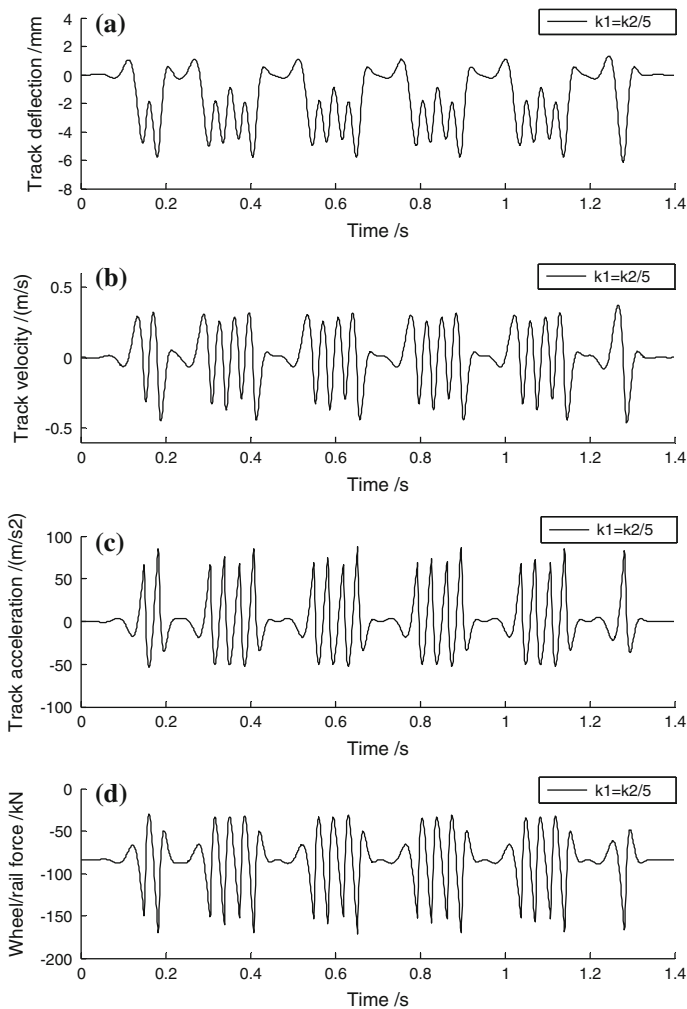 (a)
k1=k2/5
Track deflection /mm
4
2
0
-2
-4
-6
-8
0 0.2 0.4 0.6 0.8 1 1.2 1.4
Time /s
(b)
k1=k2/5
Track velocity /(m/s)
0.5
0
-0.5
0 0.2 0.4 0.6 0.8 1 1.2 1.4
Time /s
(c)
k1=k2/5
Track acceleration /(m/s2)
100
50
0
-50
-100
0 0.2 0.4 0.6 0.8 1 1.2 1.4
Time /s
(d)
k1=k2/5
Wheel/rail force /kN
0
-50
-100
-150
-200
0 0.2 0.4 0.6 0.8 1 1.2 1.4
Time /s